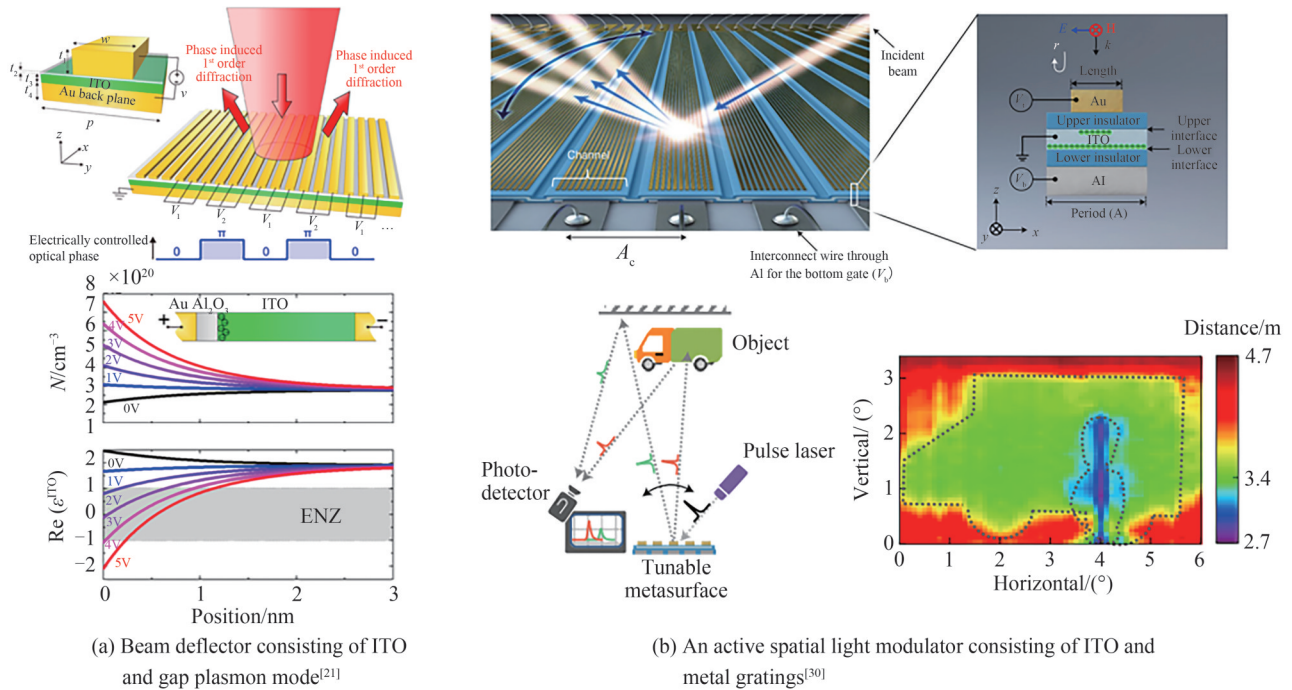 w
t₁
t₂
t₃
t₄
ITO
Au back plane
v
p
z
x
y
Phase induced
1st order
diffraction
Phase induced
1st order
diffraction
V₁
V₂
V₁
V₂
V₁
...
Electrically controlled
optical phase
0
π
0
π
0
×10²⁰
8
7
6
5
4
3
2
1
N/cm⁻³
Au Al₂O₃
ITO
+
−
5V
4V
3V
2V
1V
0V
2
1
0
−1
−2
Re (ε^ITO)
0V
1V
2V
3V
4V
5V
ENZ
0
1
2
3
Position/nm
(a) Beam deflector consisting of ITO
and gap plasmon mode[21]
Channel
Incident
beam
A_c
Interconnect wire through
Al for the bottom gate (V_b)
E
H
k
r
Length
V_t
Au
Upper insulator
ITO
Lower insulator
Al
V_b
Upper
interface
Lower
interface
Period (A)
z
y
x
Object
Photo-
detector
Pulse laser
Tunable
metasurface
Distance/m
4.7
3.4
2.7
Vertical/ (°)
3
2
1
0
0
1
2
3
4
5
6
Horizontal/(°)
(b) An active spatial light modulator consisting of ITO and
metal gratings[30]